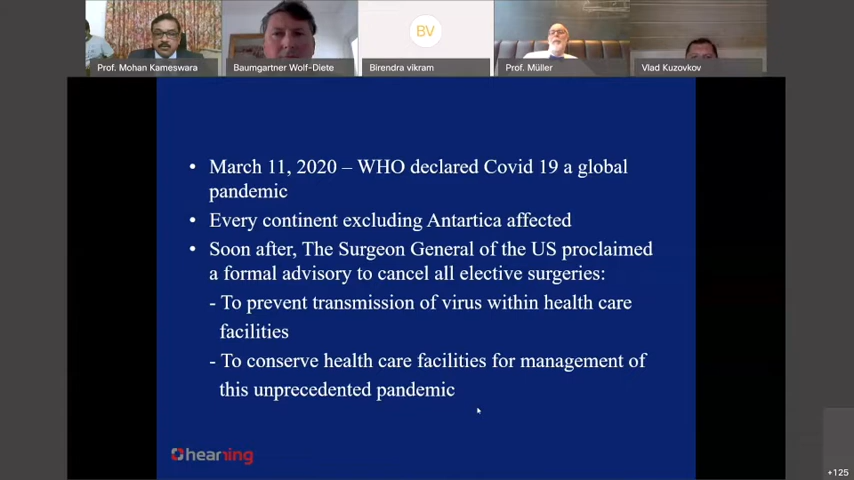 BV
Prof. Mohan Kameswara
Baumgartner Wolf-Diete
Birendra vikram
Prof. Müller
Vlad Kuzovkov
• March 11, 2020 – WHO declared Covid 19 a global
pandemic
• Every continent excluding Antartica affected
• Soon after, The Surgeon General of the US proclaimed
a formal advisory to cancel all elective surgeries:
- To prevent transmission of virus within health care
facilities
- To conserve health care facilities for management of
this unprecedented pandemic
hearring
+125